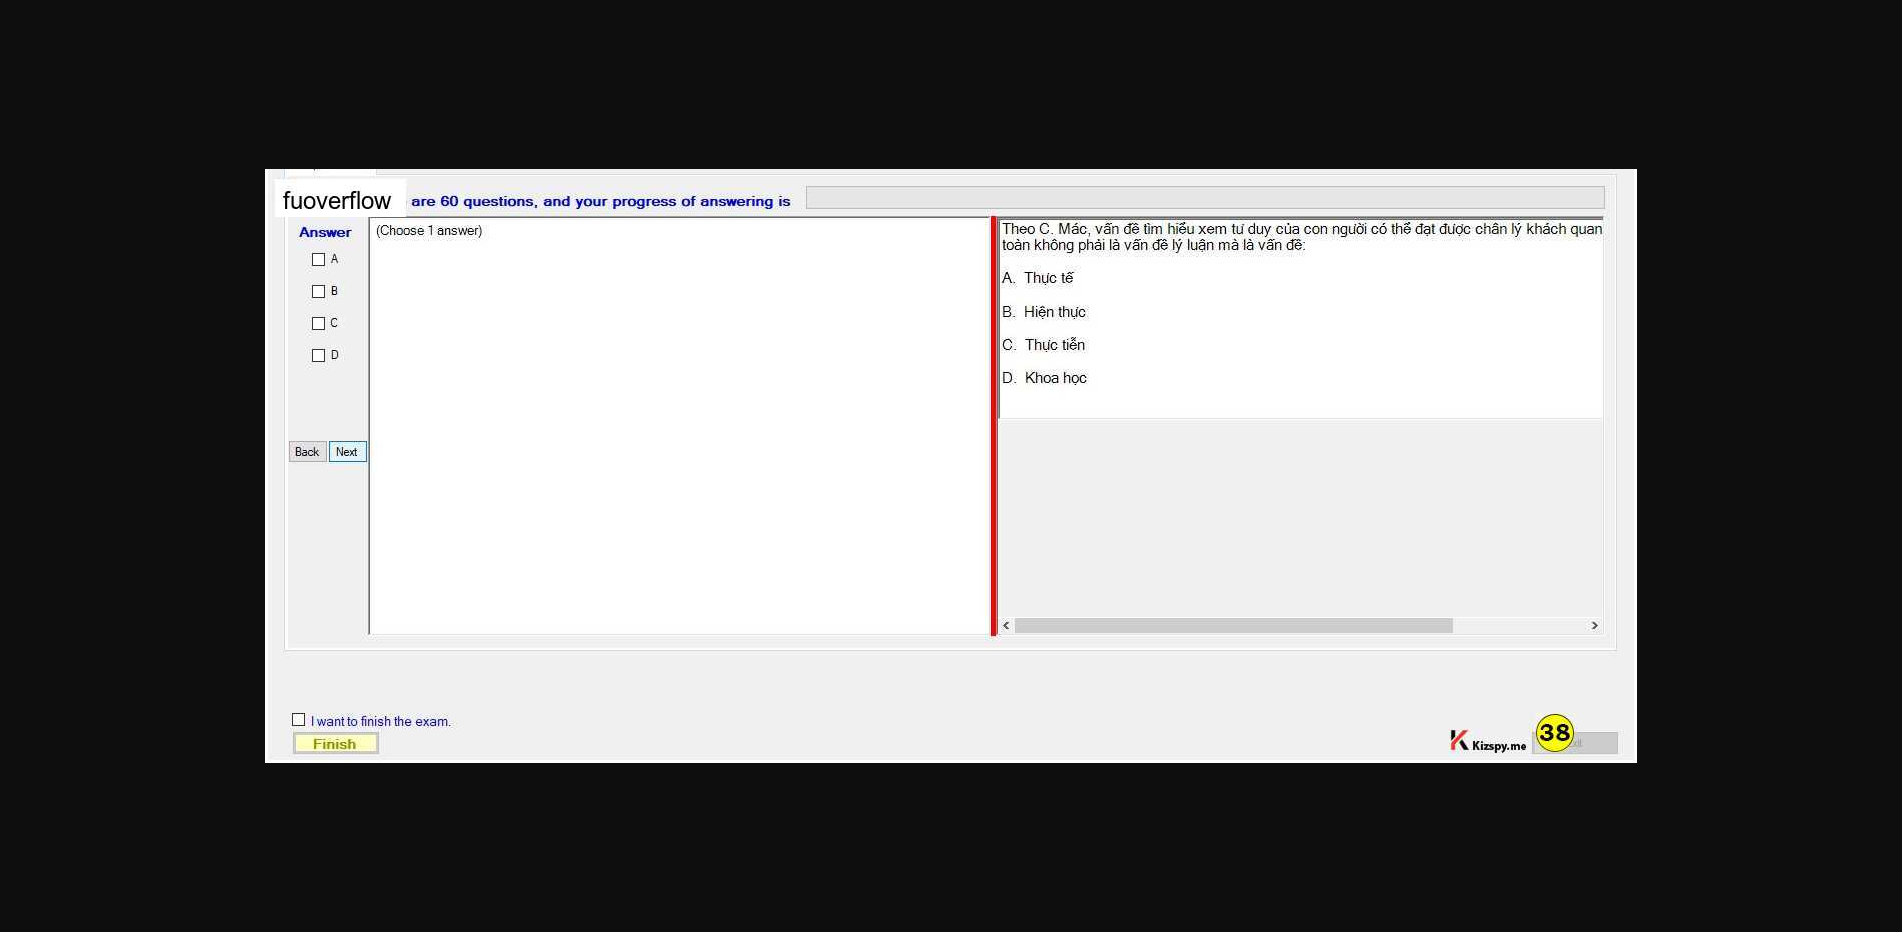 fuoverflow are 60 questions, and your progress of answering is
Answer
A
B
C
D
Back Next
(Choose 1 answer)
Theo C. Mác, vấn đề tìm hiểu xem tư duy của con người có thể đạt được chân lý khách quan
toàn không phải là vấn đề lý luận mà là vấn đề:
A. Thực tế
B. Hiện thực
C. Thực tiễn
D. Khoa học
I want to finish the exam.
Finish
Kizspy.me
38